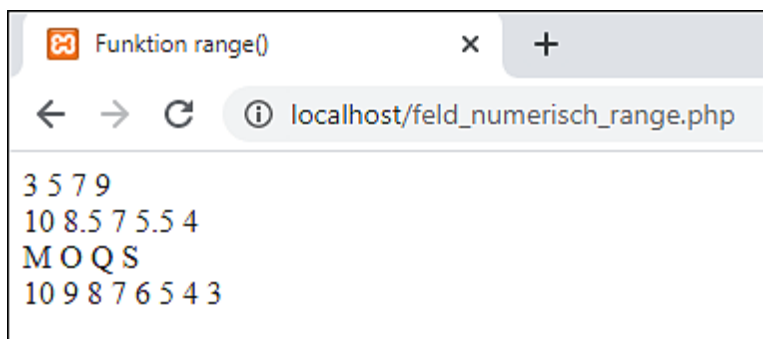 Funktion range()
localhost/feld_numerisch_range.php
3 5 7 9
10 8.5 7 5.5 4
M O Q S
10 9 8 7 6 5 4 3